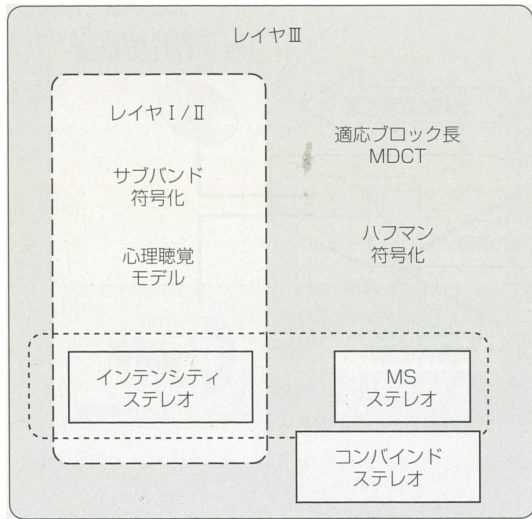 レイヤⅢ
レイヤⅠ/Ⅱ
サブバンド
符号化
心理聴覚
モデル
適応ブロック長
MDCT
ハフマン
符号化
インテンシティ
ステレオ
MS
ステレオ
コンバインド
ステレオ